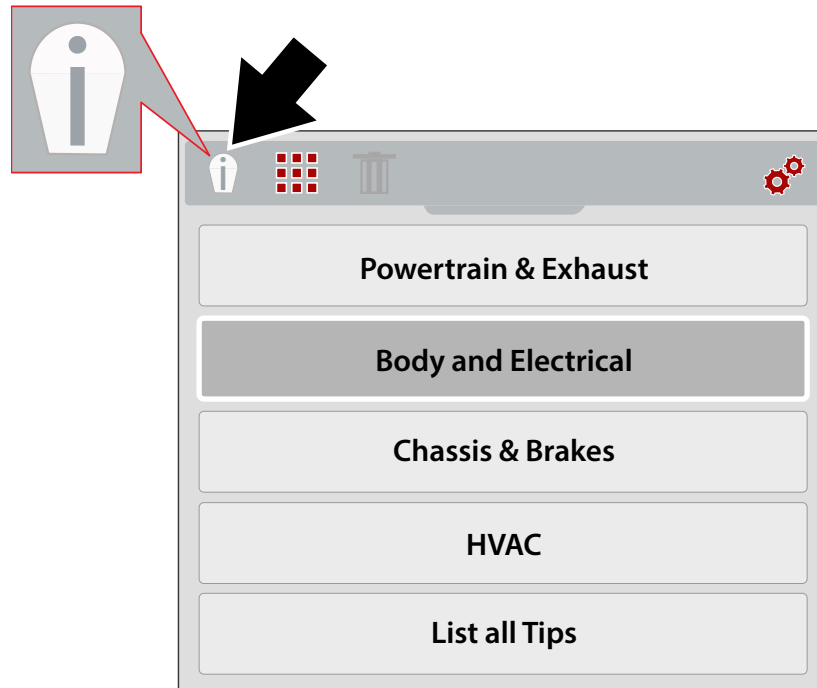 Powertrain & Exhaust
Body and Electrical
Chassis & Brakes
HVAC
List all Tips